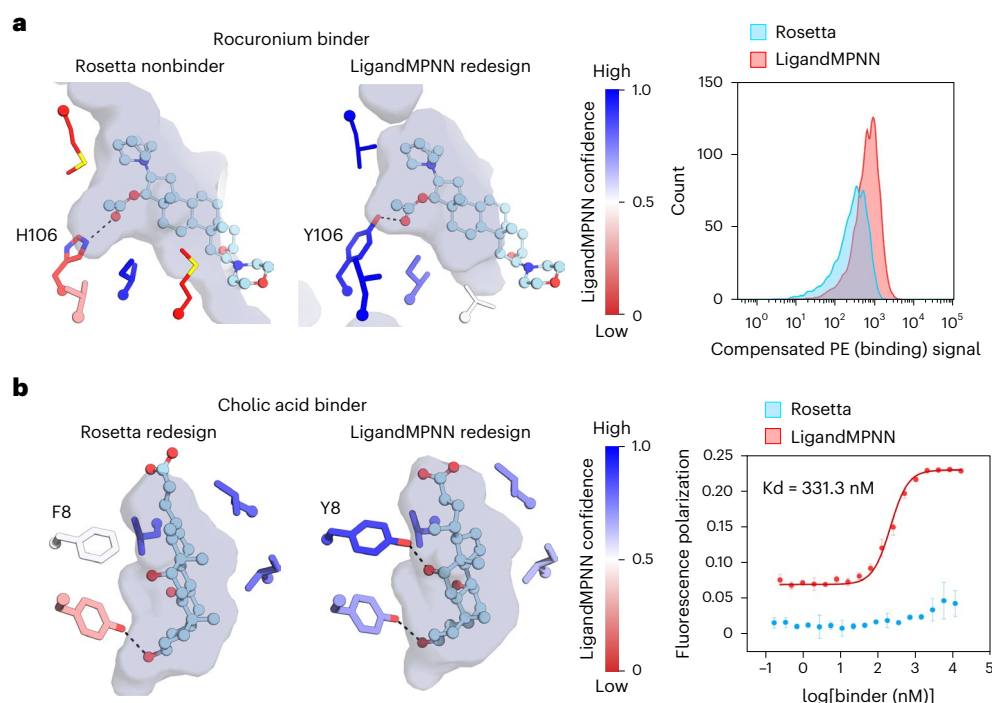 a
Rocuronium binder
Rosetta nonbinder
LigandMPNN redesign
H106
Y106
High
1.0
0.5
0
Low
LigandMPNN confidence
Rosetta
LigandMPNN
150
100
50
0
Count
10⁰ 10¹ 10² 10³ 10⁴ 10⁵
Compensated PE (binding) signal
b
Cholic acid binder
Rosetta redesign
LigandMPNN redesign
F8
Y8
High
1.0
0.5
0
Low
LigandMPNN confidence
Rosetta
LigandMPNN
0.25
0.20
0.15
0.10
0.05
0
Fluorescence polarization
Kd = 331.3 nM
–1 0 1 2 3 4 5
log[binder (nM)]